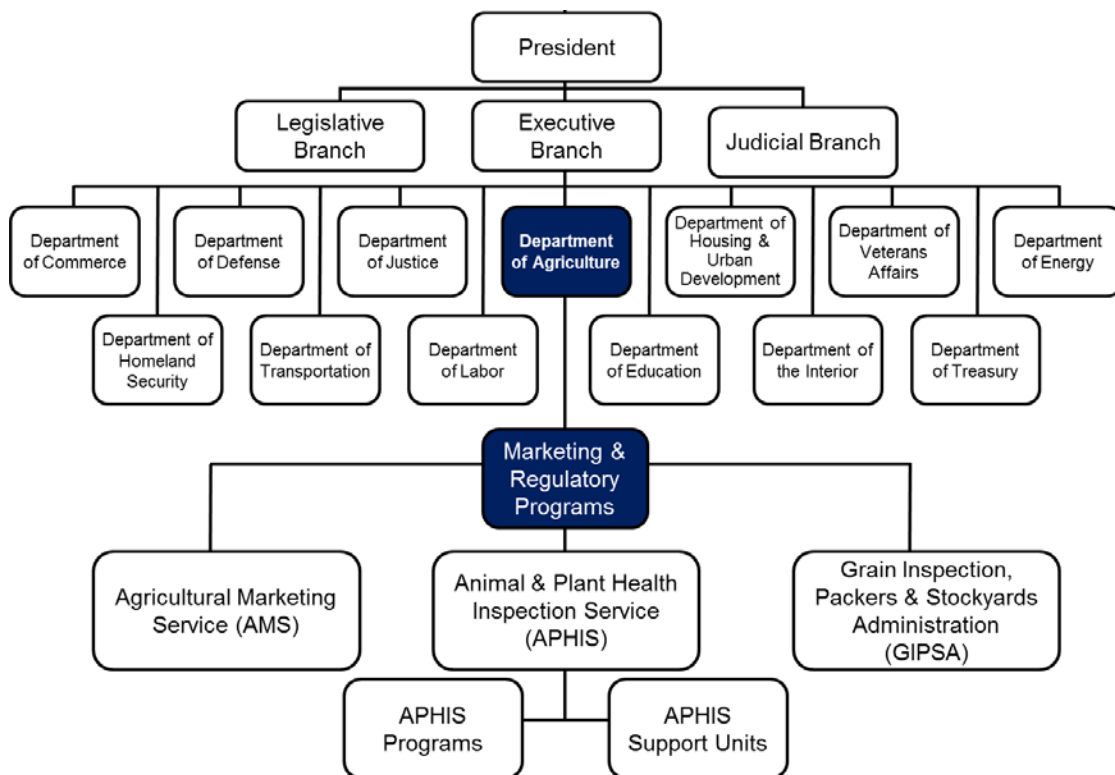 President
Legislative
Branch
Executive
Branch
Judicial Branch
Department
of Commerce
Department
of Defense
Department
of Justice
Department
of Agriculture
Department of
Housing &
Urban
Development
Department of
Veterans
Affairs
Department
of Energy
Department of
Homeland
Security
Department of
Transportation
Department
of Labor
Department
of Education
Department of
the Interior
Department
of Treasury
Marketing &
Regulatory
Programs
Agricultural Marketing
Service (AMS)
Animal & Plant Health
Inspection Service
(APHIS)
Grain Inspection,
Packers & Stockyards
Administration
(GIPSA)
APHIS
Programs
APHIS
Support Units